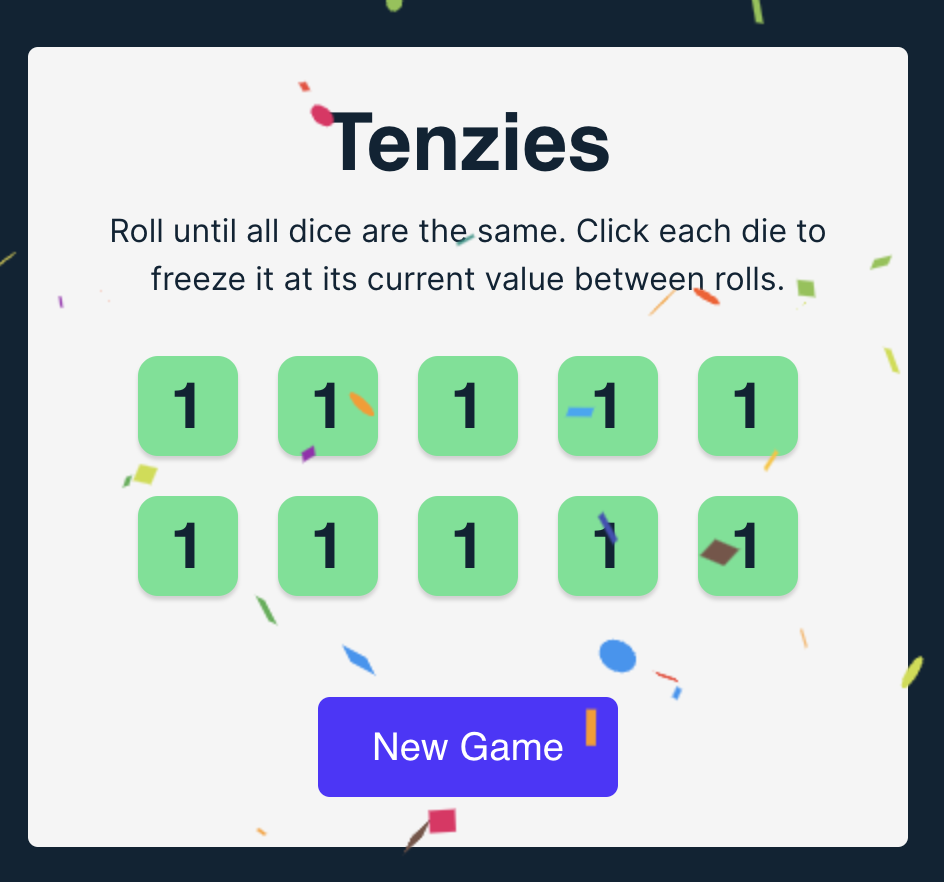 Tenzies
Roll until all dice are the same. Click each die to
freeze it at its current value between rolls.
1 1 1 1 1
1 1 1 1 1
New Game